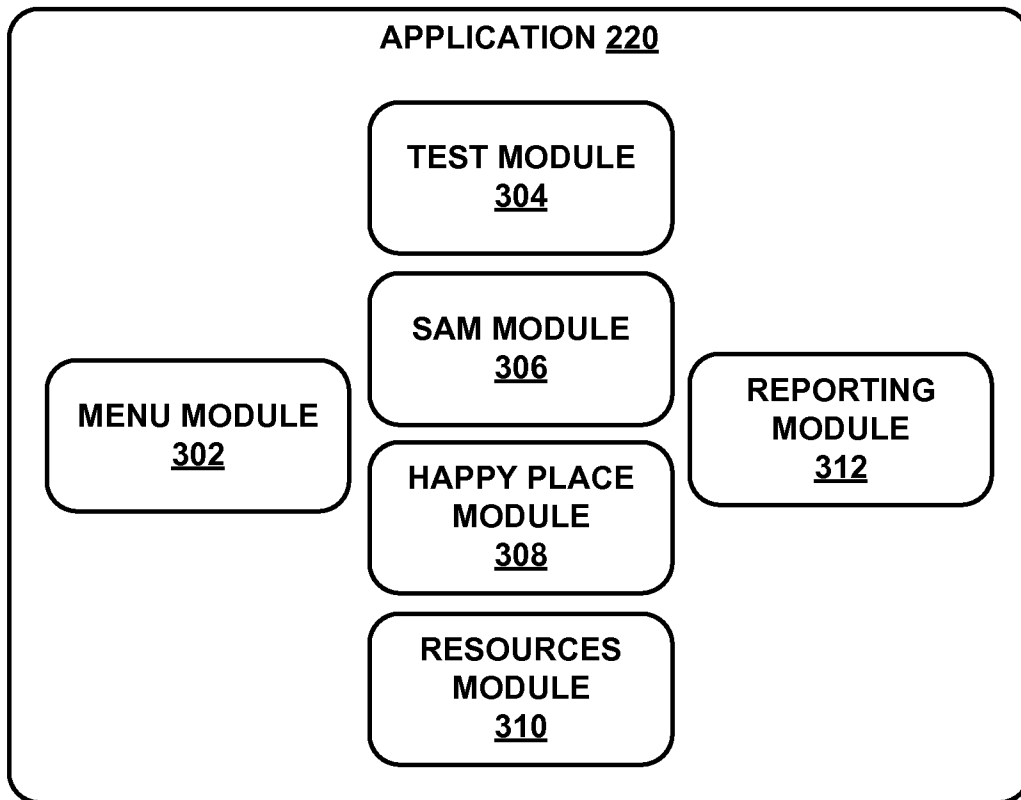 APPLICATION 220
TEST MODULE
304
SAM MODULE
306
MENU MODULE
302
HAPPY PLACE
MODULE
308
RESOURCES
MODULE
310
REPORTING
MODULE
312